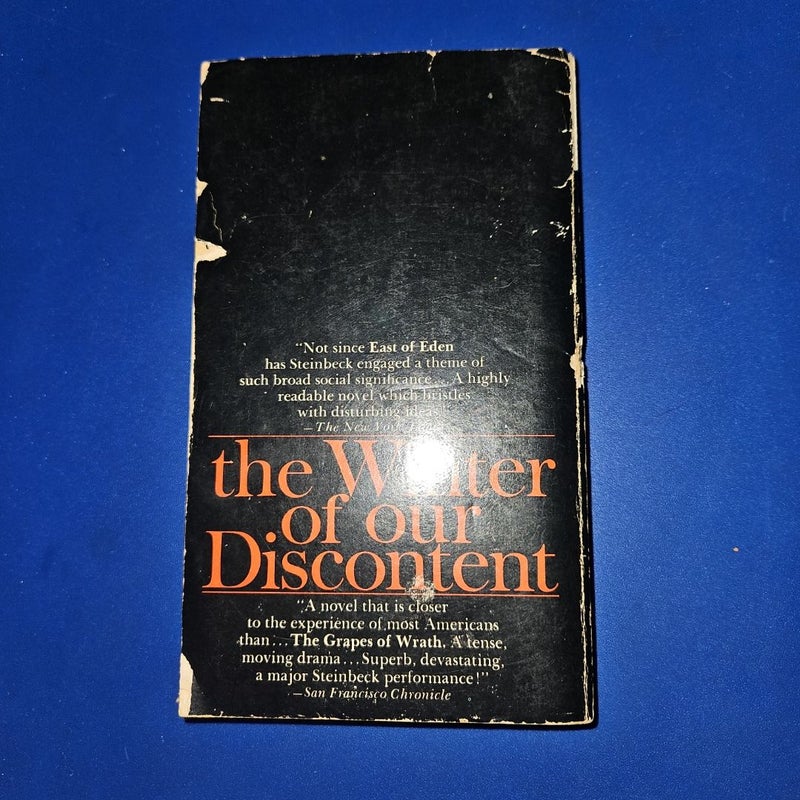 “Not since East of Eden
has Steinbeck engaged a theme of
such broad social significance... A highly
readable novel which bristles
with disturbing ideas
—The New York
the Winter
of our
Discontent
“A novel that is closer
to the experience of most Americans
than...The Grapes of Wrath. A tense,
moving drama...Superb, devastating,
a major Steinbeck performance!”
—San Francisco Chronicle